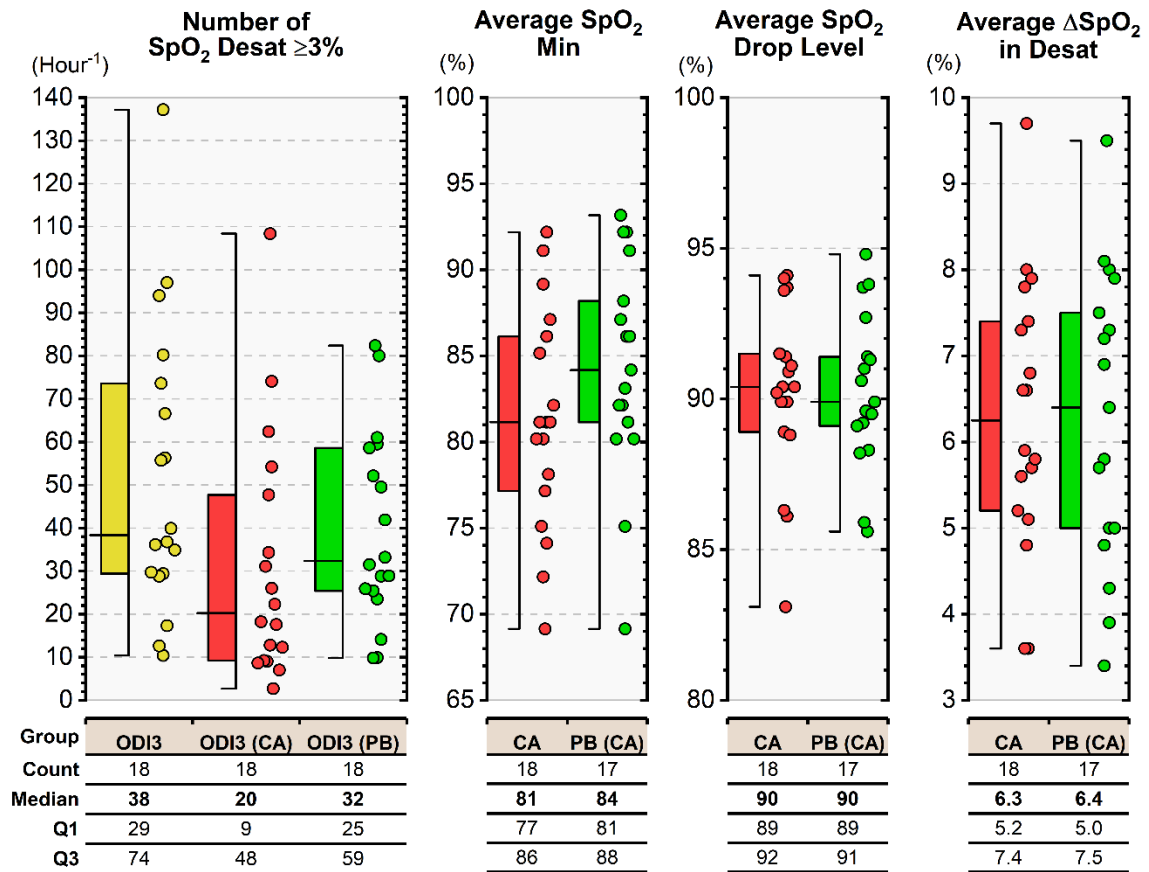 Number of
SpO₂ Desat ≥3%
Average SpO₂
Min
Average SpO₂
Drop Level
Average ΔSpO₂
in Desat
(Hour⁻¹)
(%)
(%)
(%)
140
130
120
110
100
90
80
70
60
50
40
30
20
10
0
100
95
90
85
80
75
70
65
100
95
90
85
80
10
9
8
7
6
5
4
3
Group ODI3 ODI3 (CA) ODI3 (PB) CA PB (CA) CA PB (CA) CA PB (CA)
Count 18 18 18 18 17 18 17 18 17
Median 38 20 32 81 84 90 90 6.3 6.4
Q1 29 9 25 77 81 89 89 5.2 5.0
Q3 74 48 59 86 88 92 91 7.4 7.5